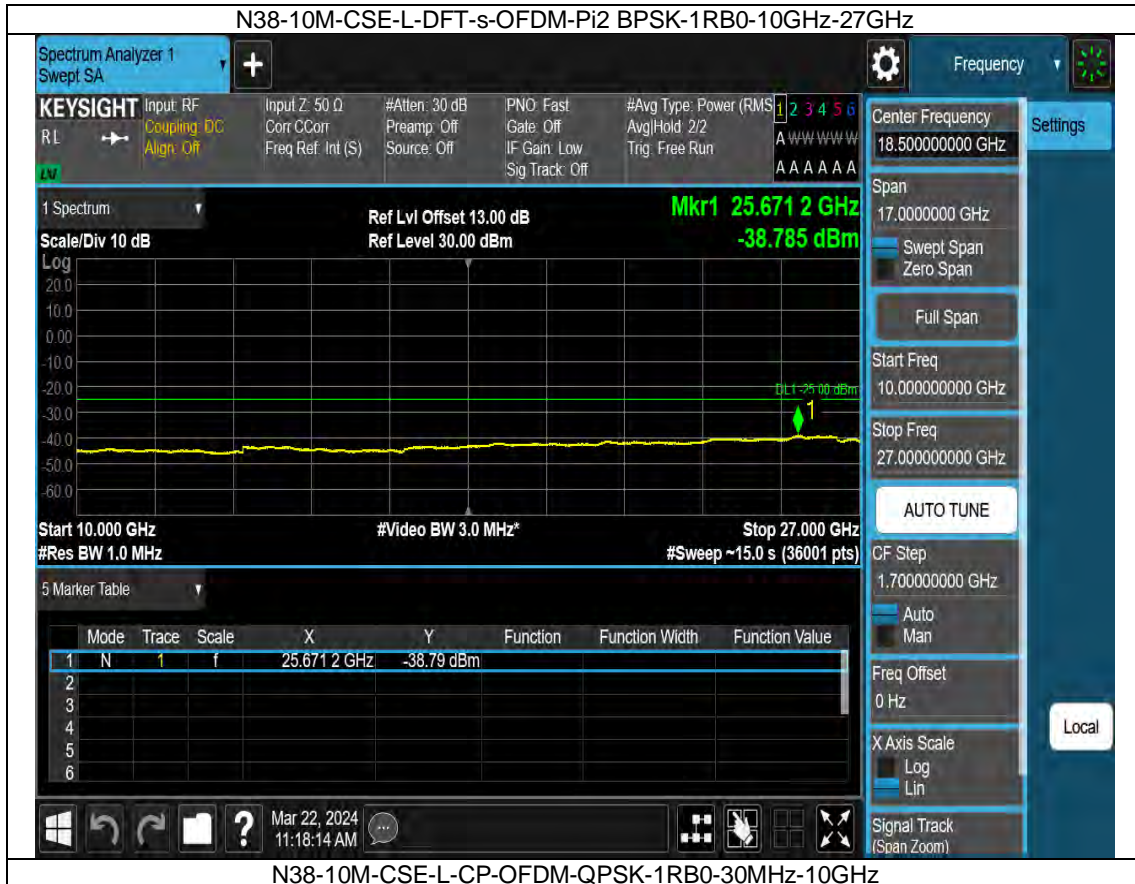 N38-10M-CSE-L-DFT-s-OFDM-Pi2 BPSK-1RB0-10GHz-27GHz
Spectrum Analyzer 1
Swept SA
+
Frequency
KEYSIGHT
RL
LXI
Input: RF
Coupling: DC
Align: Off
Input Z: 50 Ω
Corr CCorr
Freq Ref: Int (S)
#Atten: 30 dB
Preamp: Off
Source: Off
PNO: Fast
Gate: Off
IF Gain: Low
Sig Track: Off
#Avg Type: Power (RMS
Avg|Hold: 2/2
Trig: Free Run
1 2 3 4 5 6
A W W W W W
A A A A A A
1 Spectrum
Scale/Div 10 dB
Ref Lvl Offset 13.00 dB
Ref Level 30.00 dBm
Mkr1 25.671 2 GHz
-38.785 dBm
Log
20.0
10.0
0.00
-10.0
-20.0
-30.0
-40.0
-50.0
-60.0
DL1 -25.00 dBm
1
Start 10.000 GHz
#Res BW 1.0 MHz
#Video BW 3.0 MHz*
Stop 27.000 GHz
#Sweep ~15.0 s (36001 pts)
5 Marker Table
Mode Trace Scale X Y Function Function Width Function Value
1 N 1 f 25.671 2 GHz -38.79 dBm
2
3
4
5
6
Center Frequency
18.500000000 GHz
Settings
Span
17.0000000 GHz
Swept Span
Zero Span
Full Span
Start Freq
10.000000000 GHz
Stop Freq
27.000000000 GHz
AUTO TUNE
CF Step
1.700000000 GHz
Auto
Man
Freq Offset
0 Hz
X Axis Scale
Log
Lin
Signal Track
(Span Zoom)
Local
?
Mar 22, 2024
11:18:14 AM
N38-10M-CSE-L-CP-OFDM-QPSK-1RB0-30MHz-10GHz